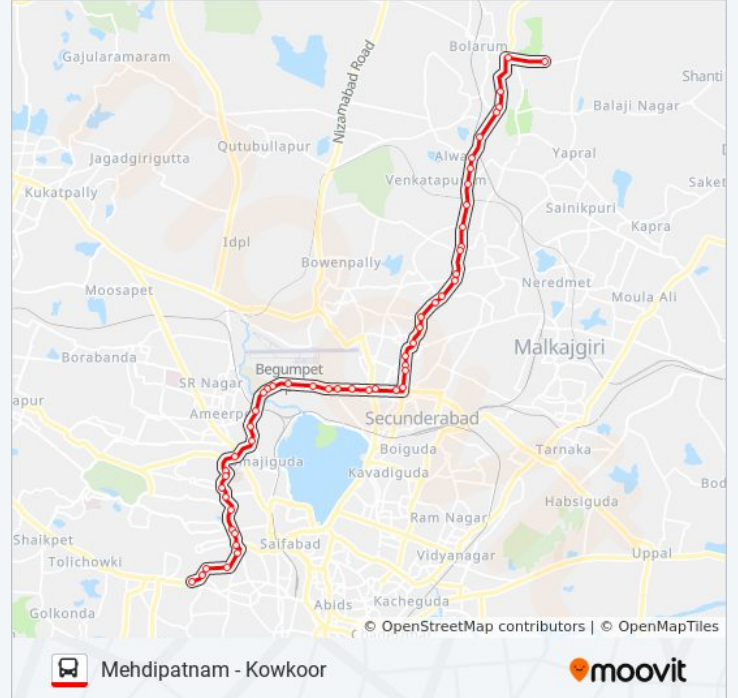 Bolarum
Gajularamaram
Nizamabad Road
Shanti
Balaji Nagar
Qutubullapur
Jagadgirigutta
Alwa
Yapral
Venkatapuram
Kukatpally
Saket
Sainikpuri
Kapra
Idpl
Bowenpally
Neredmet
Moosapet
Moula Ali
Malkajgiri
Borabanda
Begumpet
SR Nagar
apur
Ameerp
Secunderabad
Boiguda
Tarnaka
majiguda
Kavadiguda
Bod
Habsiguda
Ram Nagar
Shaikpet
Saifabad
Vidyanagar
Uppal
Tolichowki
Abids
Kacheguda
Golkonda
© OpenStreetMap contributors | © OpenMapTiles
Mehdipatnam - Kowkoor
moovit